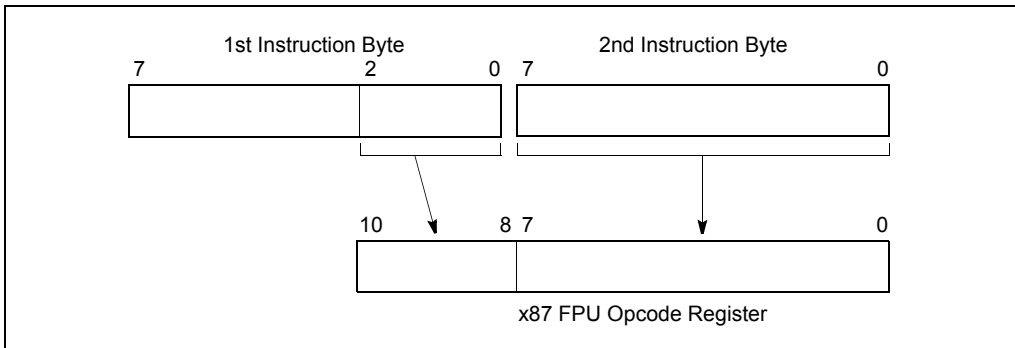 1st Instruction Byte 2nd Instruction Byte
7 2 0 7 0
10 8 7 0
x87 FPU Opcode Register